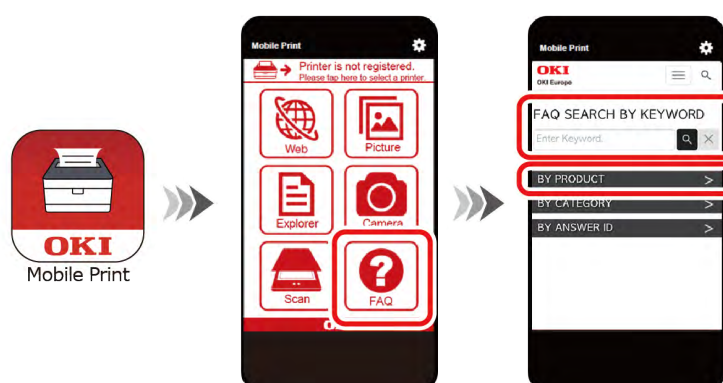 OKI
Mobile Print
Mobile Print
Printer is not registered.
Please tap here to select a printer.
Web
Picture
Explorer
Camera
Scan
FAQ
Mobile Print
OKI
OKI Europe
FAQ SEARCH BY KEYWORD
Enter Keyword.
BY PRODUCT >
BY CATEGORY >
BY ANSWER ID >